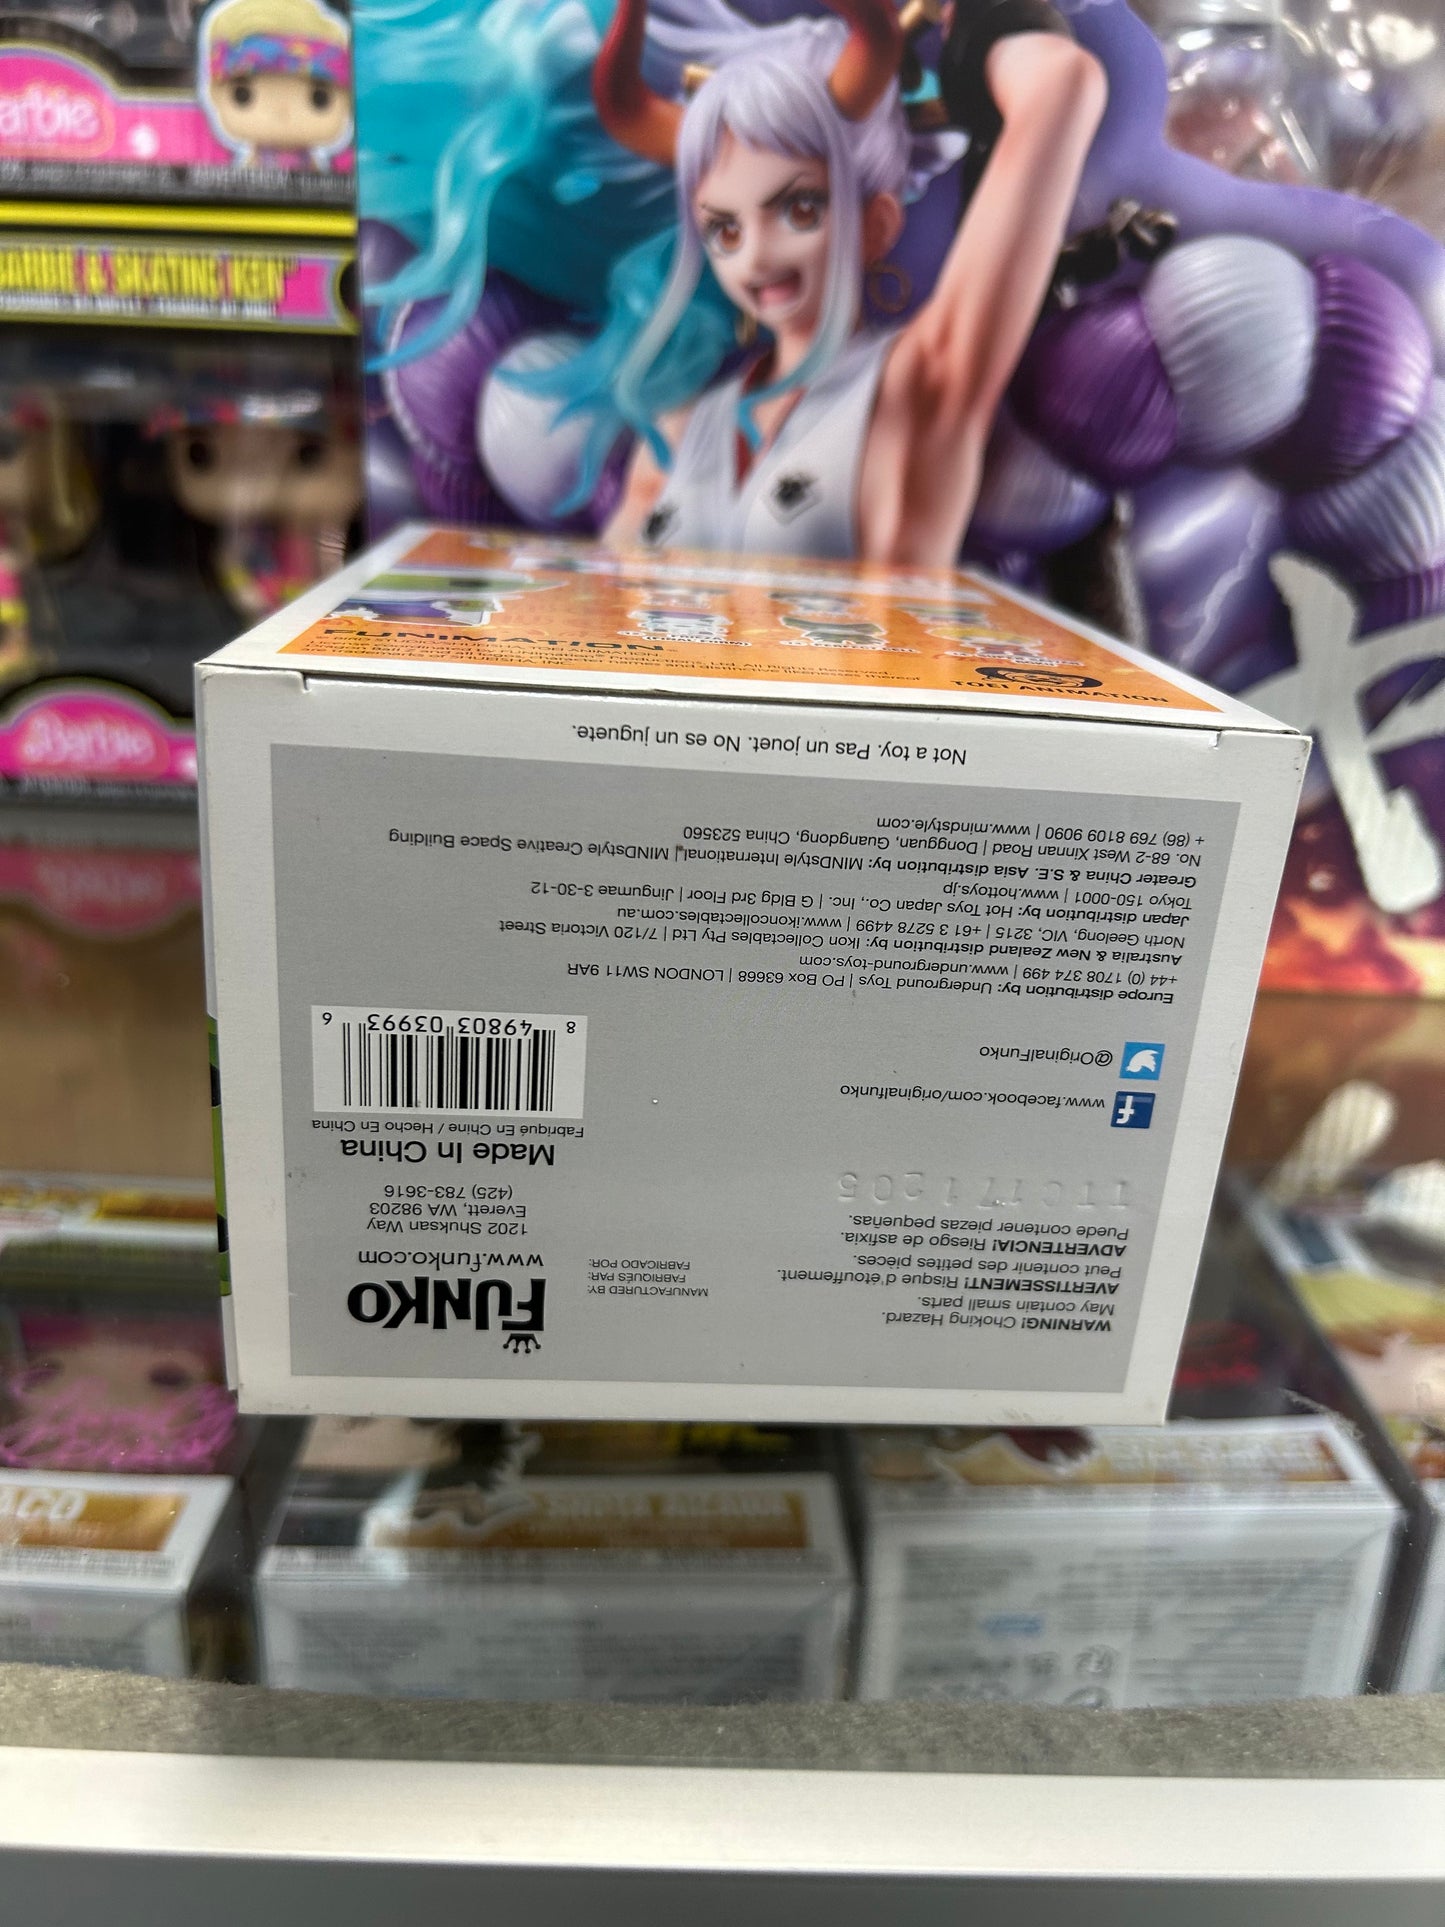 Barbie
BARBIE & SKATING KEN
Barbie
FUNIMATION
TOEI ANIMATION
Not a toy. Pas un jouet. No es un juguete.
WARNING! Choking Hazard.
May contain small parts.
AVERTISSEMENT! Risque d'étouffement.
Peut contenir des petites pièces.
ADVERTENCIA! Riesgo de asfixia.
Puede contener piezas pequeñas.
ITC171205
www.facebook.com/originalfunko
@OriginalFunko
MANUFACTURED BY:
FABRIQUÉS PAR:
FABRICADO POR:
FUNKO
www.funko.com
1202 Shuksan Way
Everett, WA 98203
(425) 783-3616
Made In China
Fabriqué En Chine / Hecho En China
8 49803 03993 6
Europe distribution by: Underground Toys | PO Box 63668 | LONDON SW11 9AR
+44 (0) 1708 374 499 | www.underground-toys.com
Australia & New Zealand distribution by: Ikon Collectables Pty Ltd | 7/120 Victoria Street
North Geelong, VIC, 3215 | +61 3 5278 4499 | www.collectablesconikon.com.au
Japan distribution by: Hot Toys Japan Co., Inc. | G Bldg 3rd Floor | Jingumae 3-30-12
Tokyo 150-0001 | www.hottoys.jp
Greater China & S.E. Asia distribution by: MINDstyle International | MINDstyle Creative Space Building
No. 68-2 West Xinnan Road | Dongguan, Guangdong, China 523560
+ (86) 769 8109 9090 | www.mindstyle.com